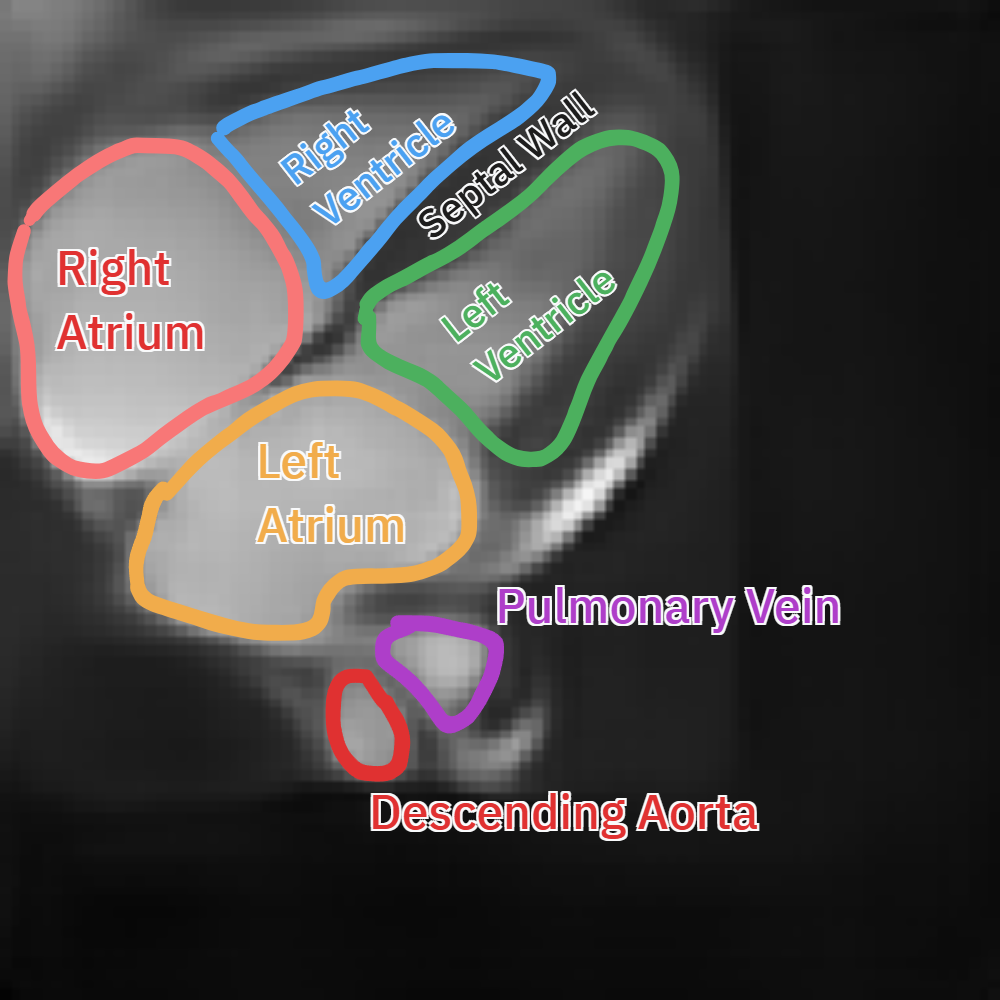 Right
Ventricle
Septal Wall
Right
Atrium
Left
Ventricle
Left
Atrium
Pulmonary Vein
Descending Aorta